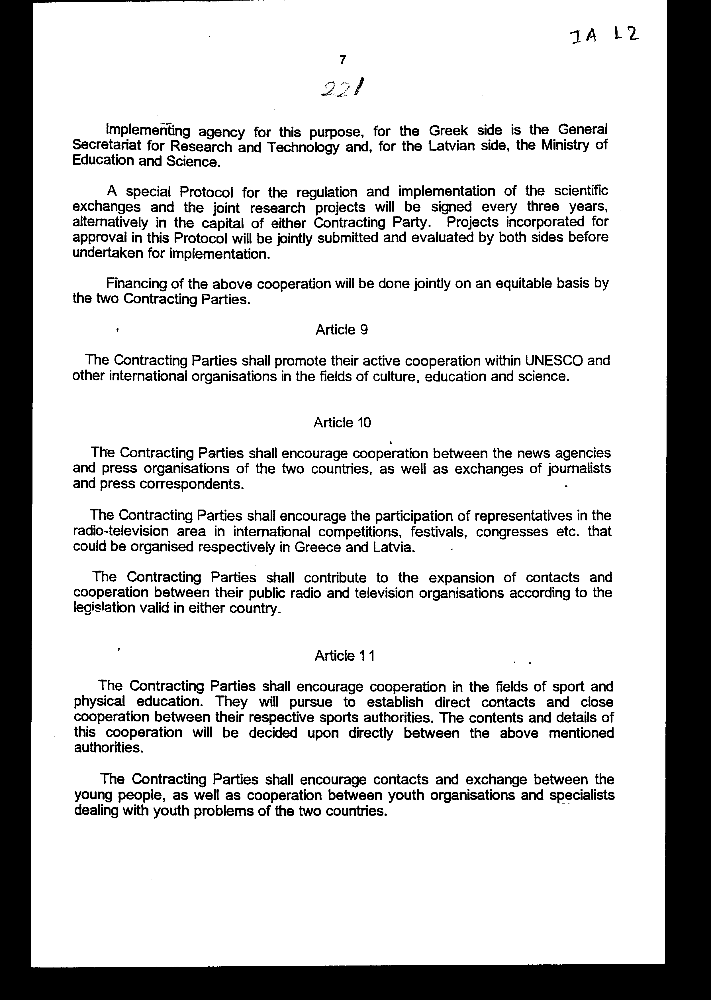 IA L2
7
221
Implementing agency for this purpose, for the Greek side is the General
Secretariat for Research and Technology and, for the Latvian side, the Ministry of
Education and Science.
A special Protocol for the regulation and implementation of the scientific
exchanges and the joint research projects will be signed every three years,
alternatively in the capital of either Contracting Party. Projects incorporated for
approval in this Protocol will be jointly submitted and evaluated by both sides before
undertaken for implementation.
Financing of the above cooperation will be done jointly on an equitable basis by
the two Contracting Parties.
Article 9
The Contracting Parties shall promote their active cooperation within UNESCO and
other international organisations in the fields of culture, education and science.
Article 10
The Contracting Parties shall encourage cooperation between the news agencies
and press organisations of the two countries, as well as exchanges of journalists
and press correspondents.
The Contracting Parties shall encourage the participation of representatives in the
radio-television area in international competitions, festivals, congresses etc. that
could be organised respectively in Greece and Latvia.
The Contracting Parties shall contribute to the expansion of contacts and
cooperation between their public radio and television organisations according to the
legislation valid in either country.
Article 11
The Contracting Parties shall encourage cooperation in the fields of sport and
physical education. They will pursue to establish direct contacts and close
cooperation between their respective sports authorities. The contents and details of
this cooperation will be decided upon directly between the above mentioned
authorities.
The Contracting Parties shall encourage contacts and exchange between the
young people, as well as cooperation between youth organisations and specialists
dealing with youth problems of the two countries.